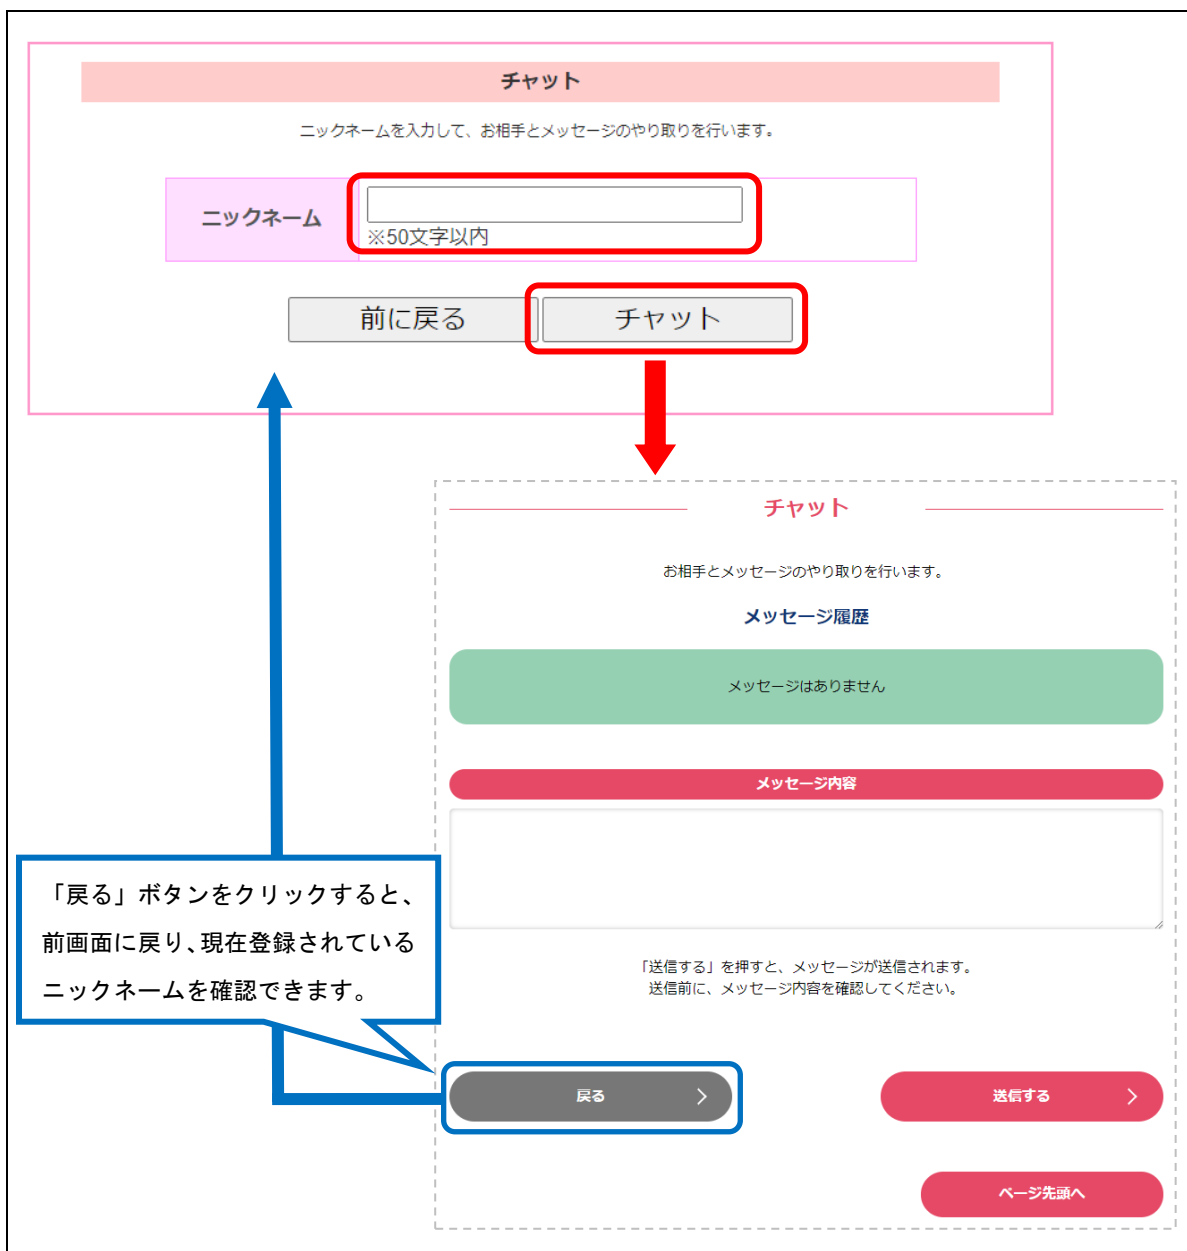 チャット
ニックネームを入力して、お相手とメッセージのやり取りを行います。
ニックネーム
※50文字以内
前に戻る
チャット
チャット
お相手とメッセージのやり取りを行います。
メッセージ履歴
メッセージはありません
メッセージ内容
「戻る」ボタンをクリックすると、
前画面に戻り、現在登録されている
ニックネームを確認できます。
「送信する」を押すと、メッセージが送信されます。
送信前に、メッセージ内容を確認してください。
戻る
送信する
ページ先頭へ